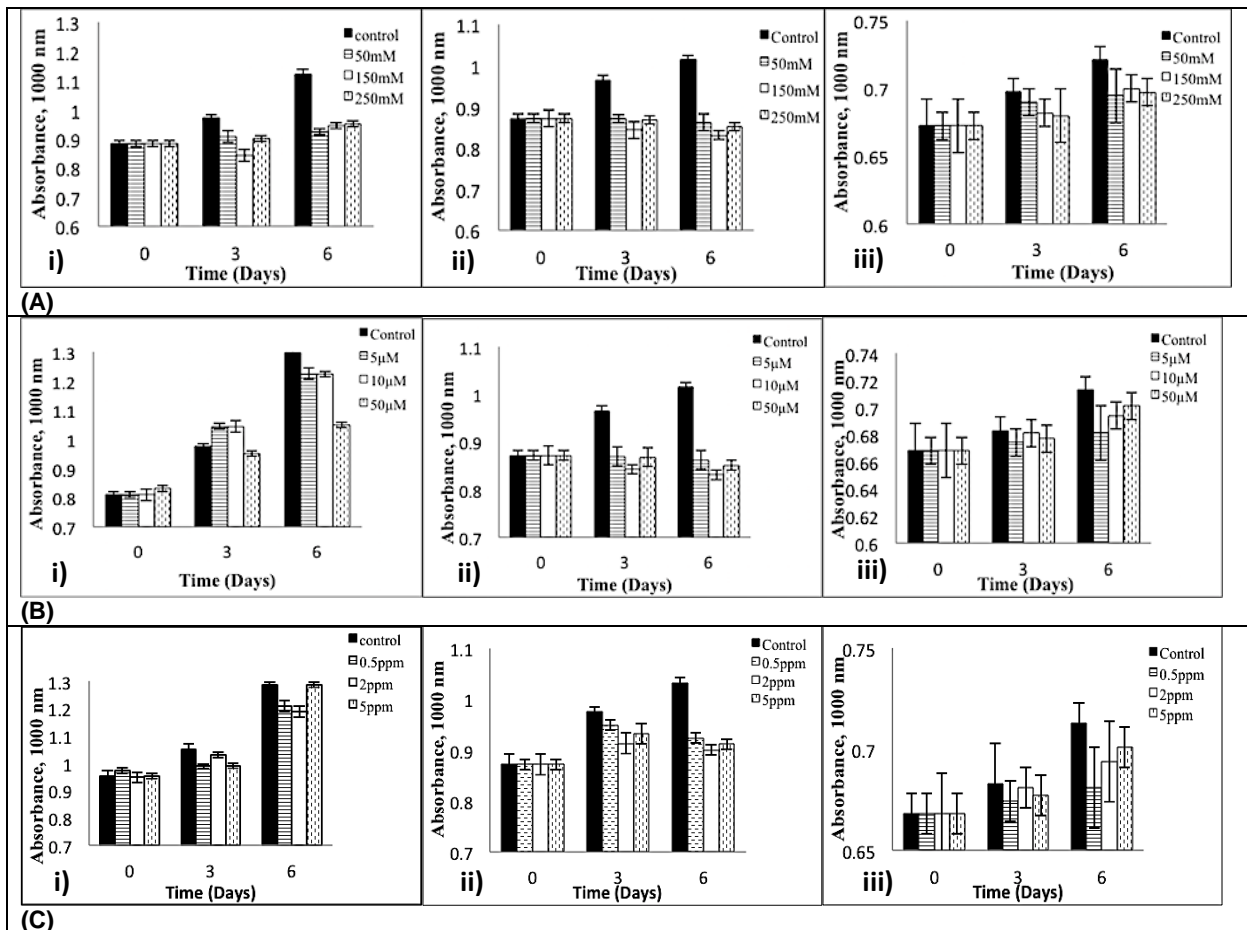 Absorbance, 1000 nm
1.3
1.2
1.1
1
0.9
0.8
0.7
0.6
control
50mM
150mM
250mM
0 3 6
Time (Days)
i)
Absorbance, 1000 nm
1.1
1
0.9
0.8
0.7
0.6
Control
50mM
150mM
250mM
0 3 6
Time (Days)
ii)
Absorbance, 1000 nm
0.75
0.7
0.65
0.6
Control
50mM
150mM
250mM
0 3 6
Time (Days)
iii)
(A)
Absorbance, 1000 nm
1.3
1.2
1.1
1
0.9
0.8
0.7
Control
5µM
10µM
50µM
0 3 6
Time (Days)
i)
Absorbance, 1000 nm
1.1
1
0.9
0.8
0.7
Control
5µM
10µM
50µM
0 3 6
Time (Days)
ii)
Absorbance, 1000 nm
0.74
0.72
0.7
0.68
0.66
0.64
0.62
0.6
Control
5µM
10µM
50µM
0 3 6
Time (Days)
iii)
(B)
Absorbance, 1000 nm
1.3
1.2
1.1
1
0.9
0.8
0.7
control
0.5ppm
2ppm
5ppm
0 3 6
Time (Days)
i)
Absorbance, 1000 nm
1.1
1
0.9
0.8
0.7
Control
0.5ppm
2ppm
5ppm
0 3 6
Time (Days)
ii)
Absorbance, 1000 nm
0.75
0.7
0.65
Control
0.5ppm
2ppm
5ppm
0 3 6
Time (Days)
iii)
(C)